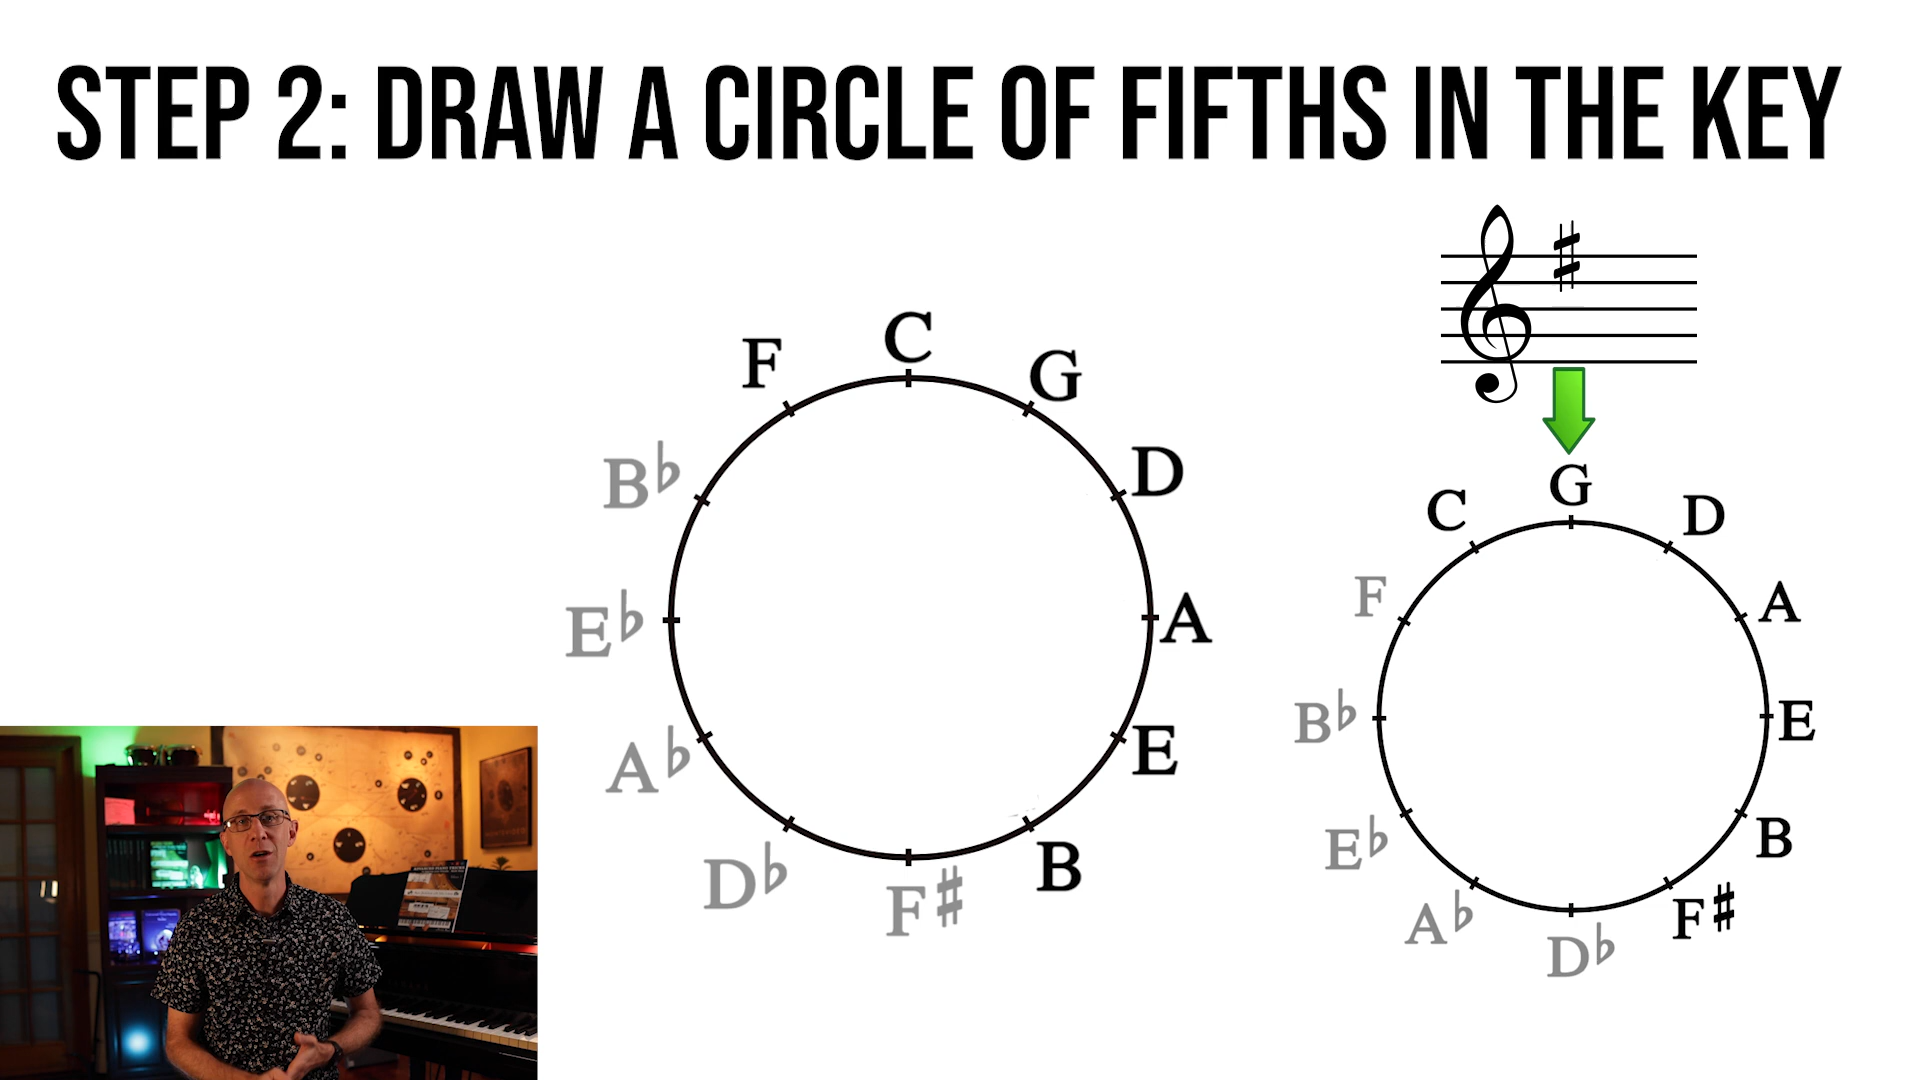 STEP 2: DRAW A CIRCLE OF FIFTHS IN THE KEY
C
F
G
B♭
D
E♭
A
A♭
E
D♭
B
F♯
G
C
D
F
A
B♭
E
E♭
B
A♭
F♯
D♭